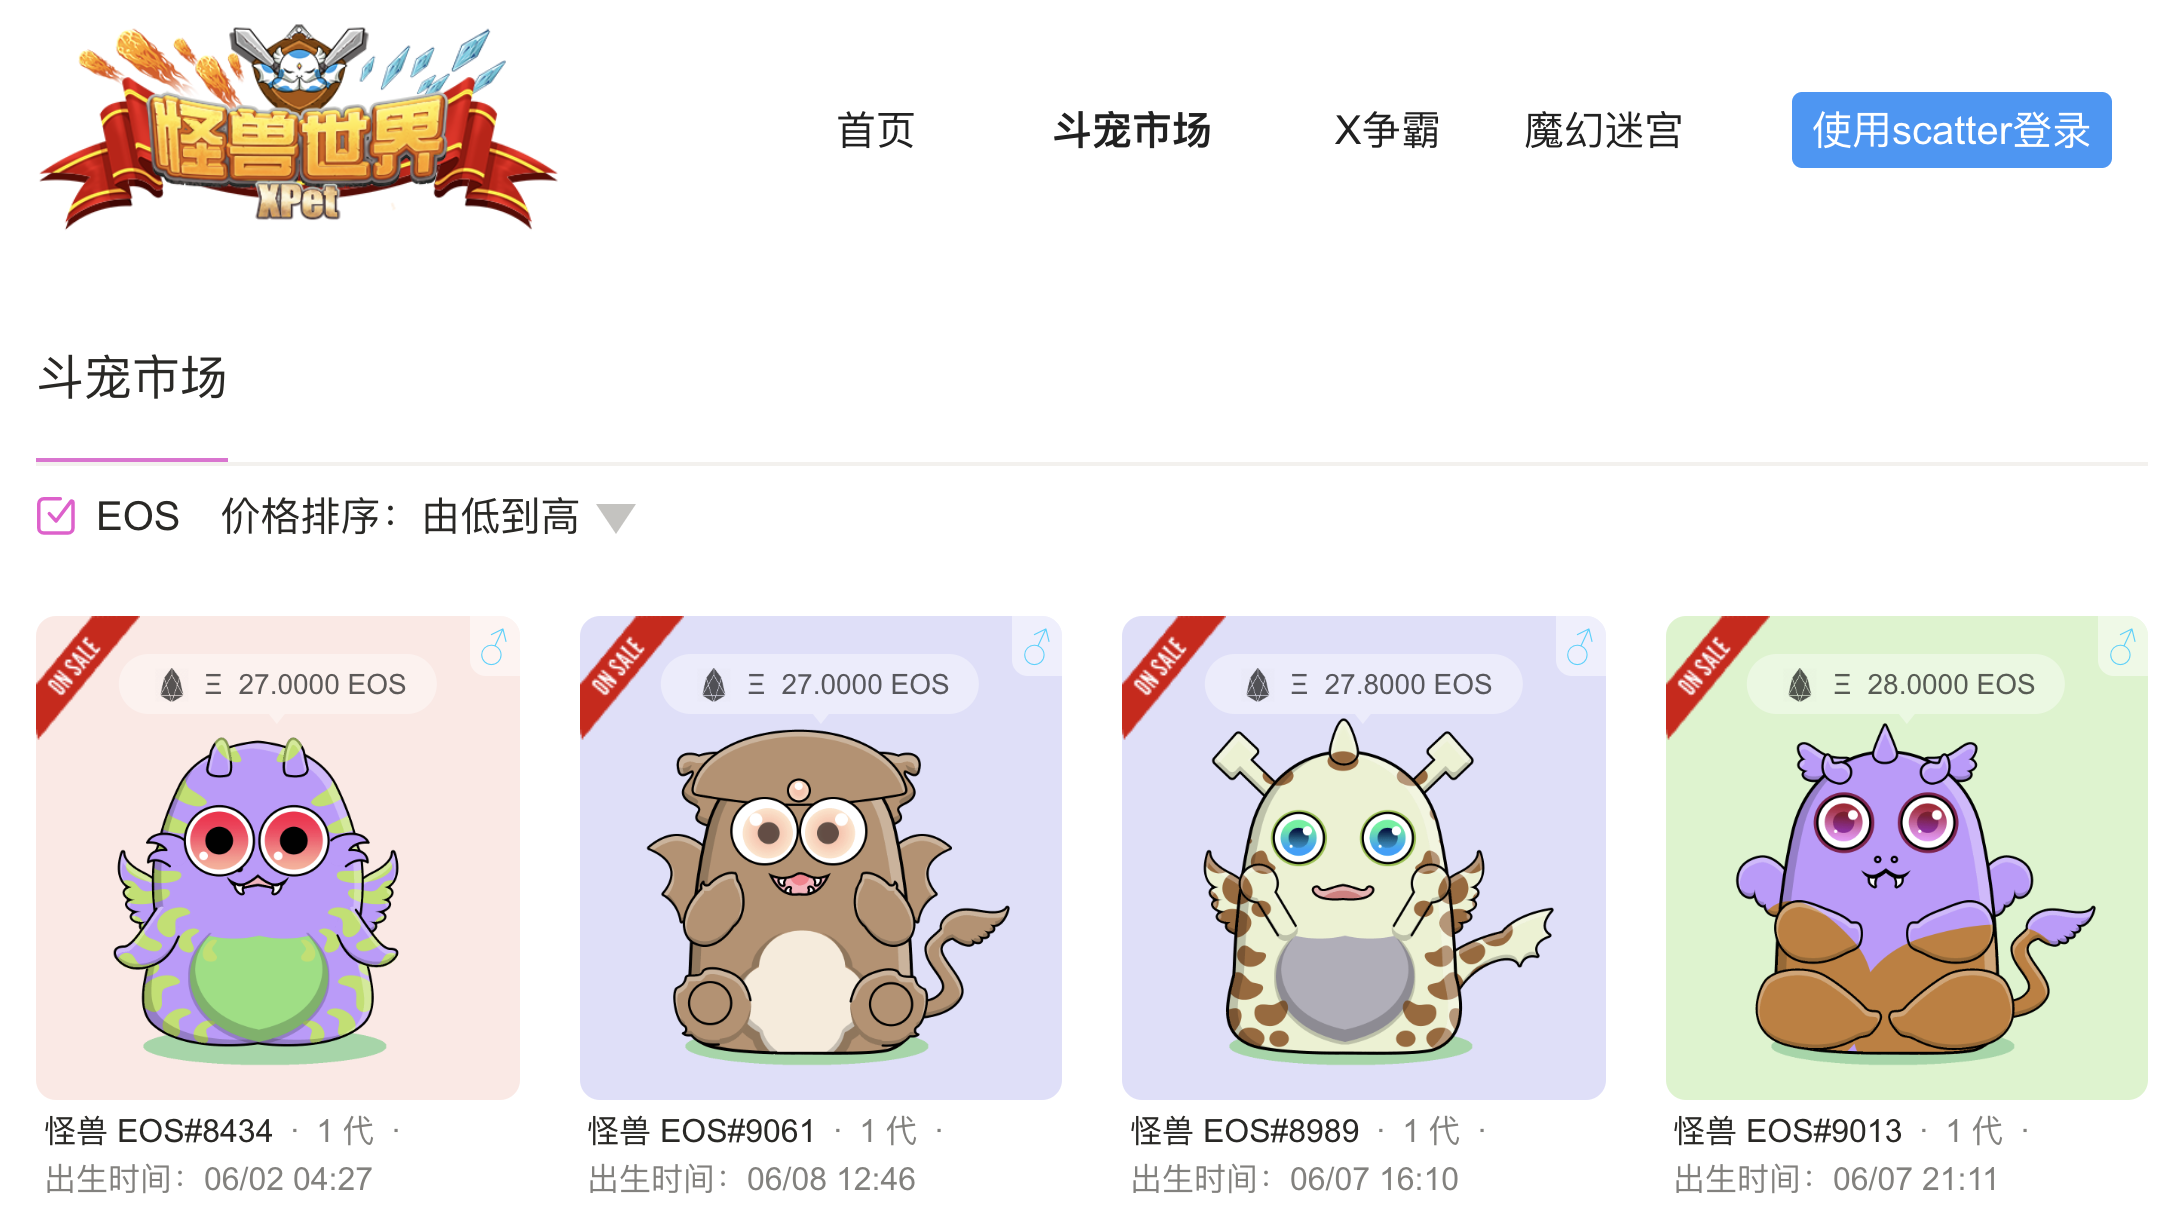 怪兽世界
XPet
首页 斗宠市场 X争霸 魔幻迷宫 使用scatter登录
斗宠市场
EOS 价格排序：由低到高
ON SALE Ξ 27.0000 EOS
ON SALE Ξ 27.0000 EOS
ON SALE Ξ 27.8000 EOS
ON SALE Ξ 28.0000 EOS
怪兽 EOS#8434 · 1 代 ·
出生时间：06/02 04:27
怪兽 EOS#9061 · 1 代 ·
出生时间：06/08 12:46
怪兽 EOS#8989 · 1 代 ·
出生时间：06/07 16:10
怪兽 EOS#9013 · 1 代 ·
出生时间：06/07 21:11